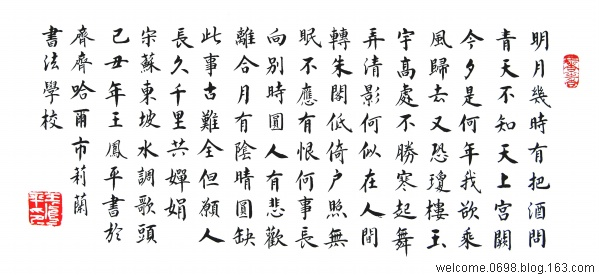 明月幾時有把酒問
青天不知天上宮闕
今夕是何年我欲乘
風歸去又恐瓊樓玉
宇高處不勝寒起舞
弄清影何似在人間
轉朱閣低倚户照無
眠不應有恨何事長
向別時圓人有悲歡
離合月有陰晴圓缺
此事古難全但願人
長久千里共嬋娟
宋蘇東坡水調歌頭
己丑年王鳳平書於
齊齊哈爾市莉蘭
書法學校
welcome.0698.blog.163.com